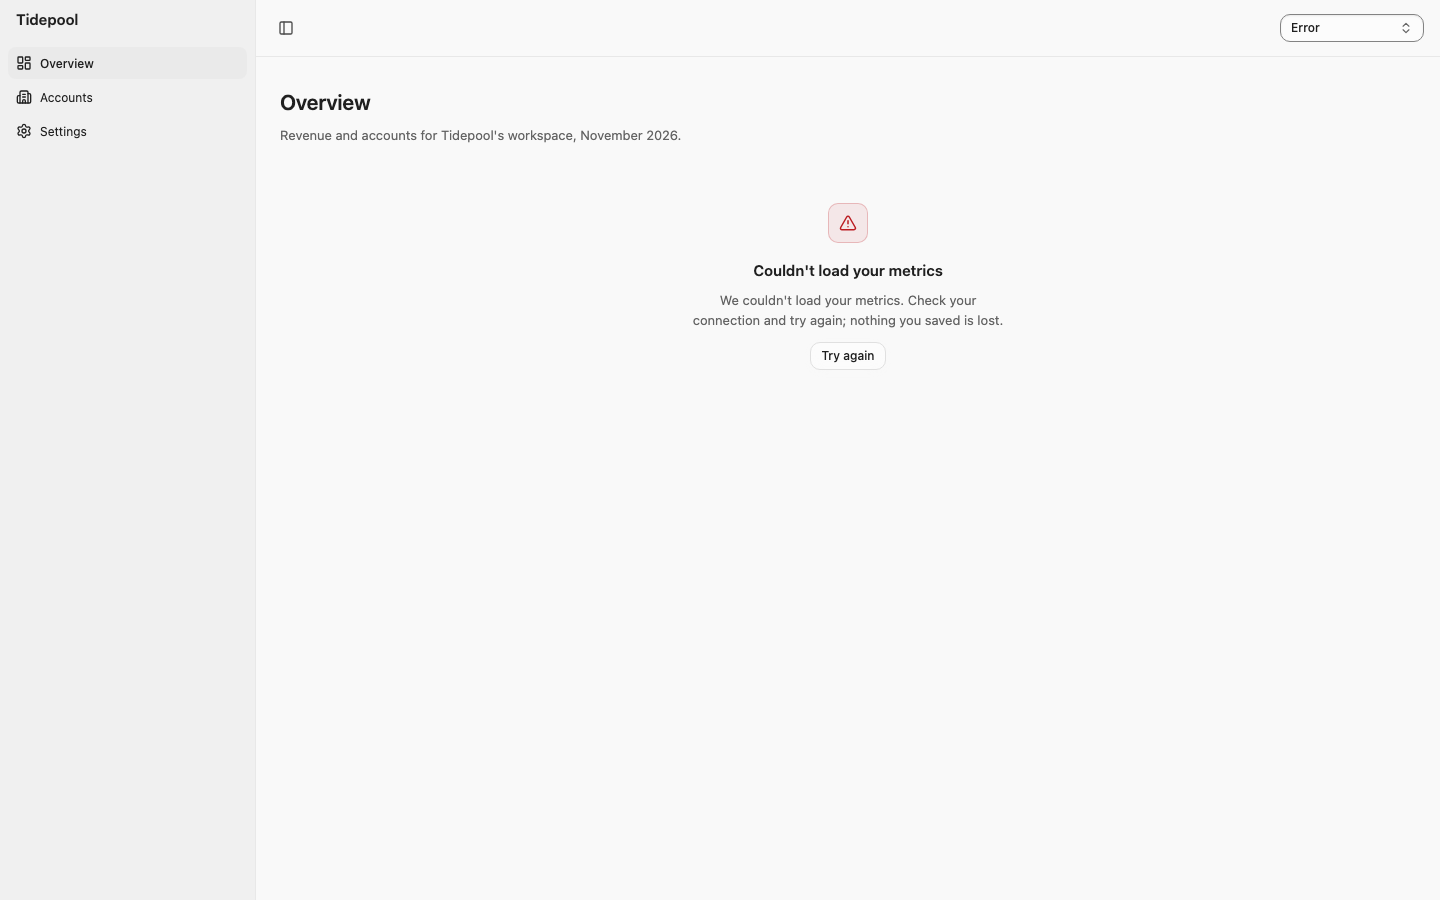 Tidepool
Error
Overview
Accounts
Settings
Overview
Revenue and accounts for Tidepool's workspace, November 2026.
Couldn't load your metrics
We couldn't load your metrics. Check your
connection and try again; nothing you saved is lost.
Try again